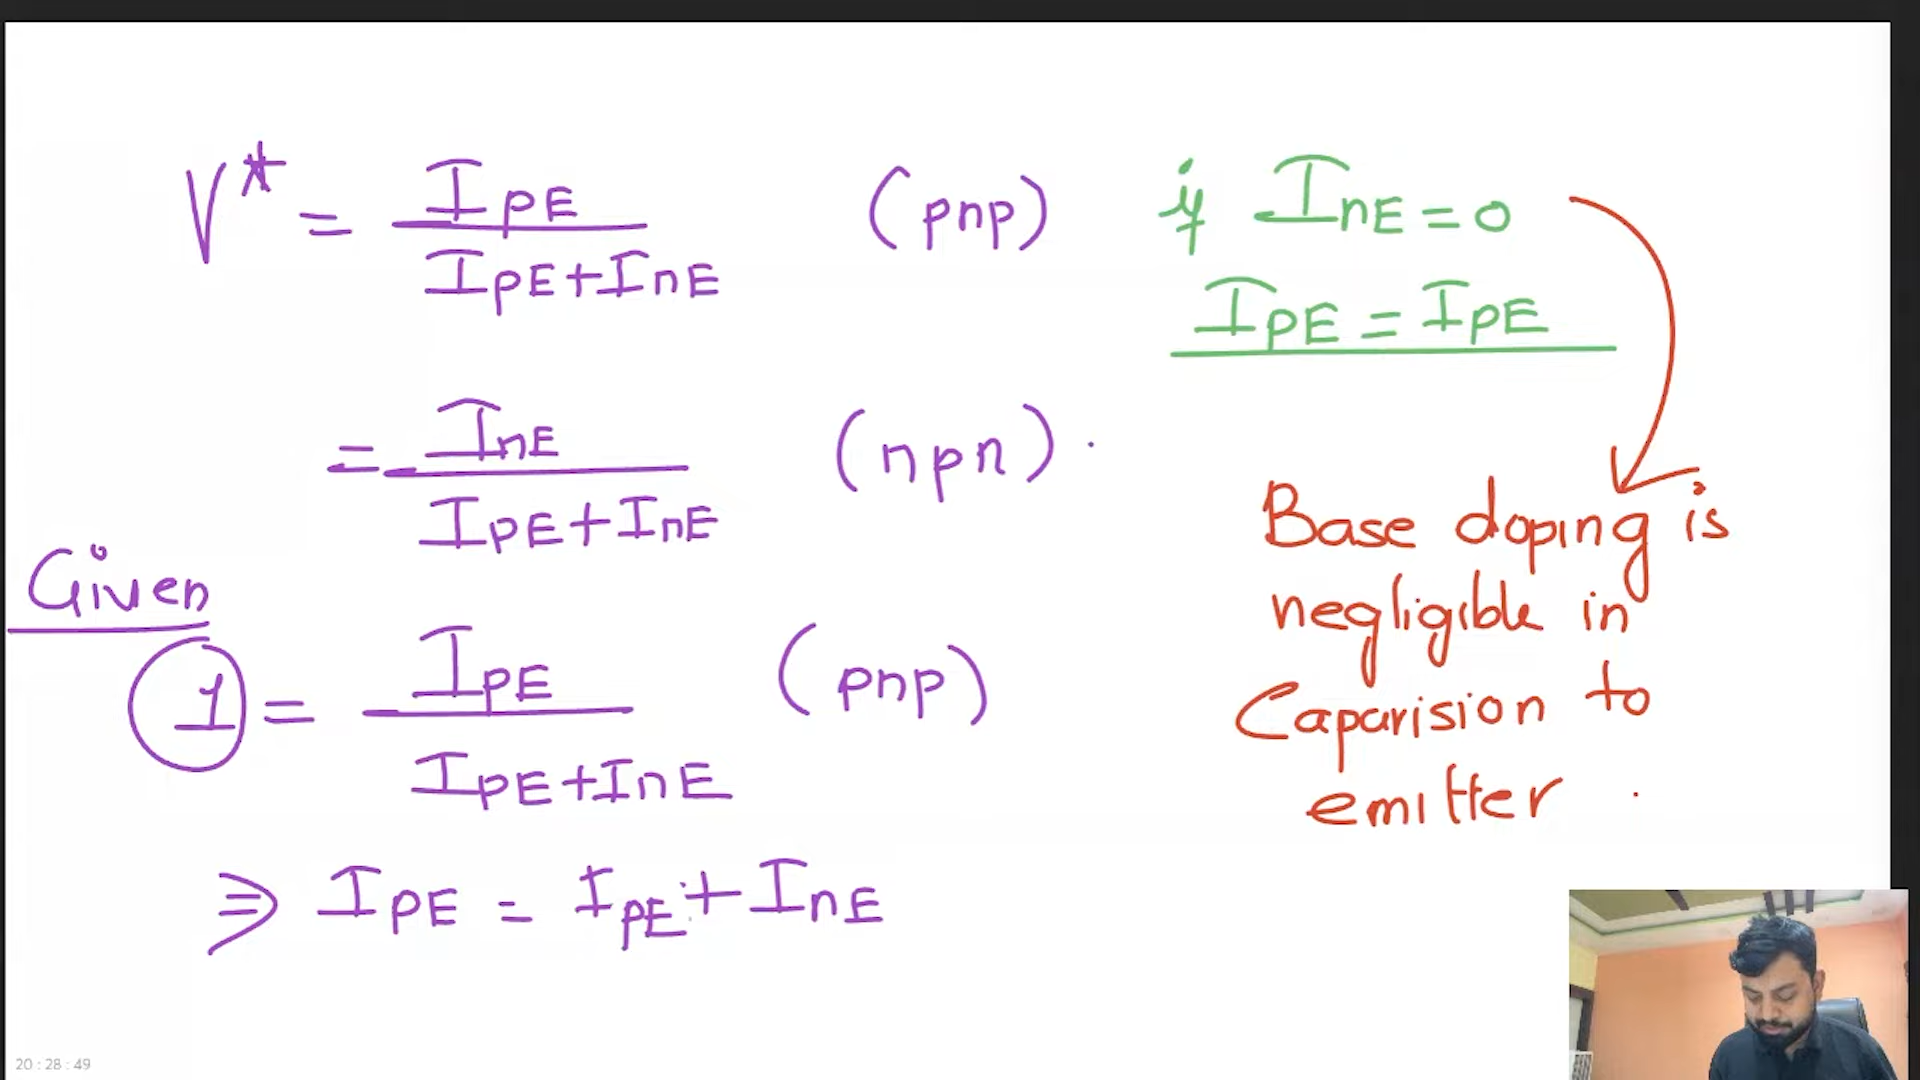 V* = IpE / IpE+InE (pnp)
= InE / IpE+InE (npn).
Given
1 = IpE / IpE+InE (pnp)
⇒ IpE = IpE+InE
if InE = 0
IpE = IpE
Base doping is
negligible in
Caparision to
emitter .
20 : 28 : 49